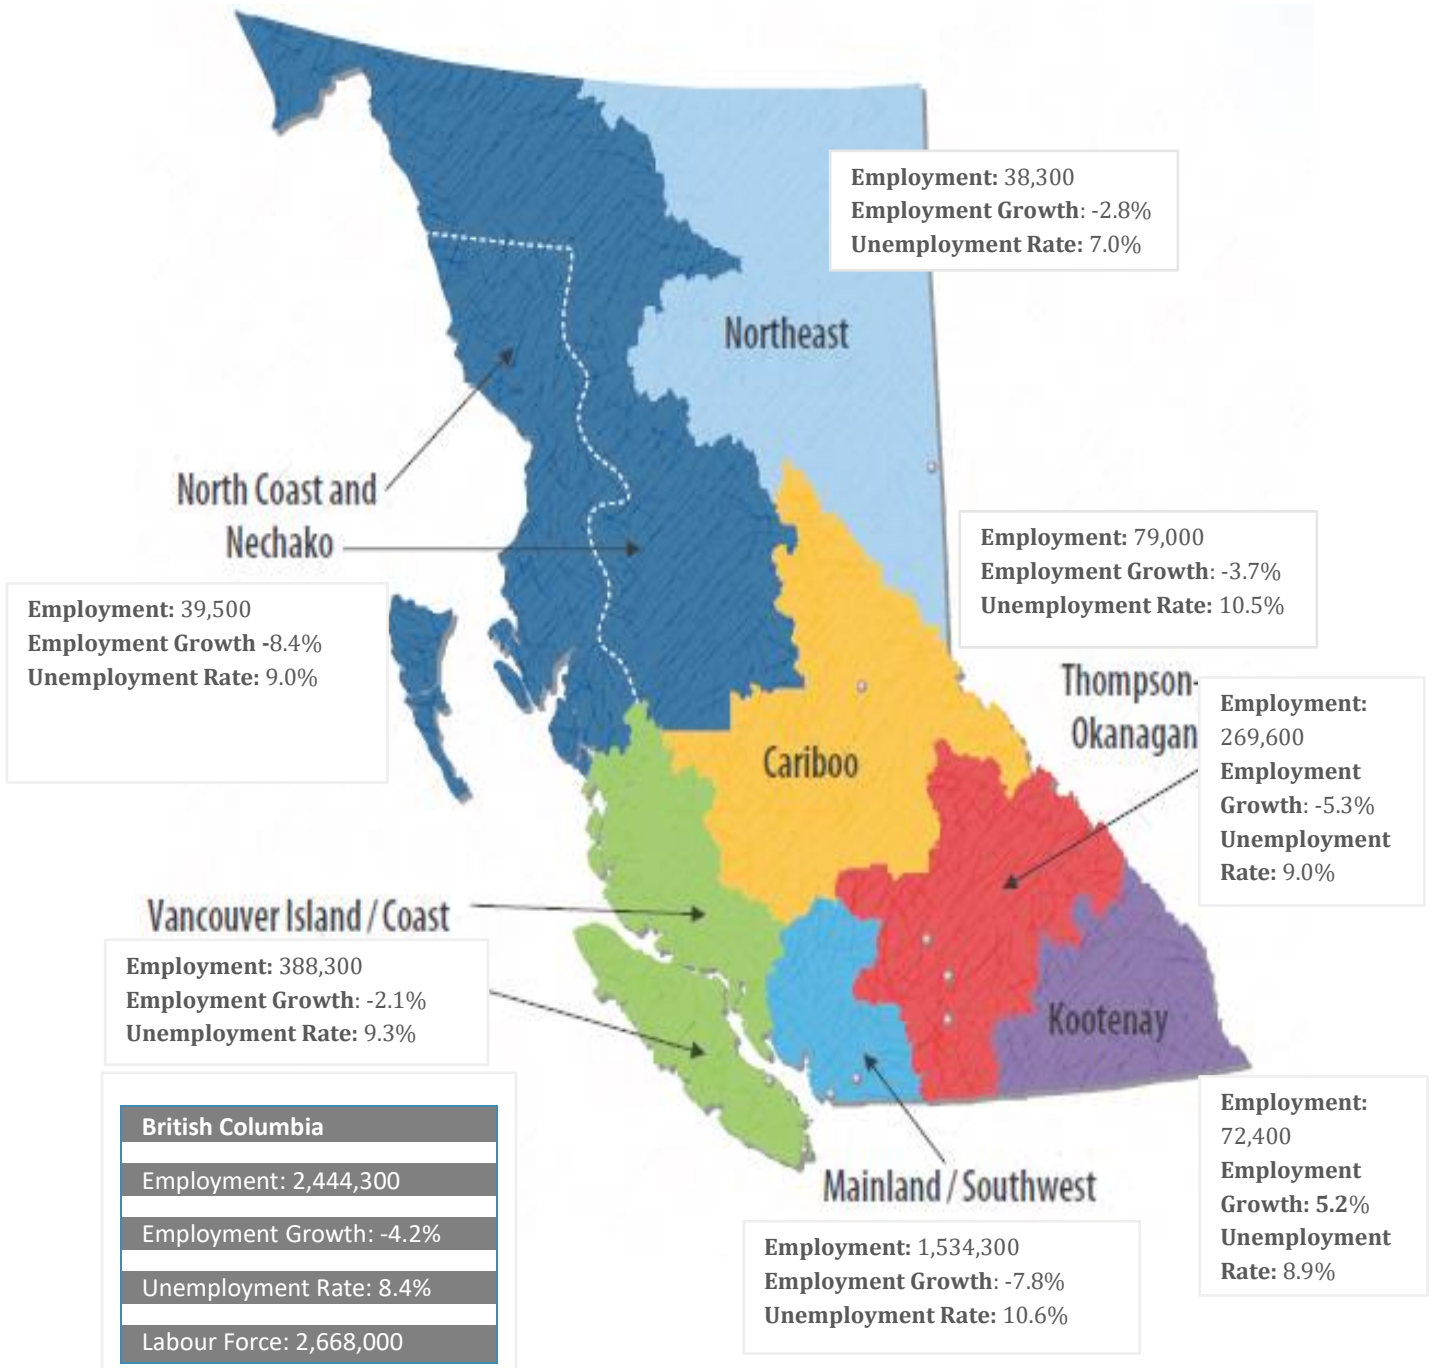 Employment: 38,300
Employment Growth: -2.8%
Unemployment Rate: 7.0%
Northeast
North Coast and
Nechako
Employment: 39,500
Employment Growth -8.4%
Unemployment Rate: 9.0%
Employment: 79,000
Employment Growth: -3.7%
Unemployment Rate: 10.5%
Thompson-
Okanagan
Employment:
269,600
Employment
Growth: -5.3%
Unemployment
Rate: 9.0%
Cariboo
Vancouver Island / Coast
Employment: 388,300
Employment Growth: -2.1%
Unemployment Rate: 9.3%
Kootenay
Employment:
72,400
Employment
Growth: 5.2%
Unemployment
Rate: 8.9%
Mainland / Southwest
Employment: 1,534,300
Employment Growth: -7.8%
Unemployment Rate: 10.6%
British Columbia
Employment: 2,444,300
Employment Growth: -4.2%
Unemployment Rate: 8.4%
Labour Force: 2,668,000